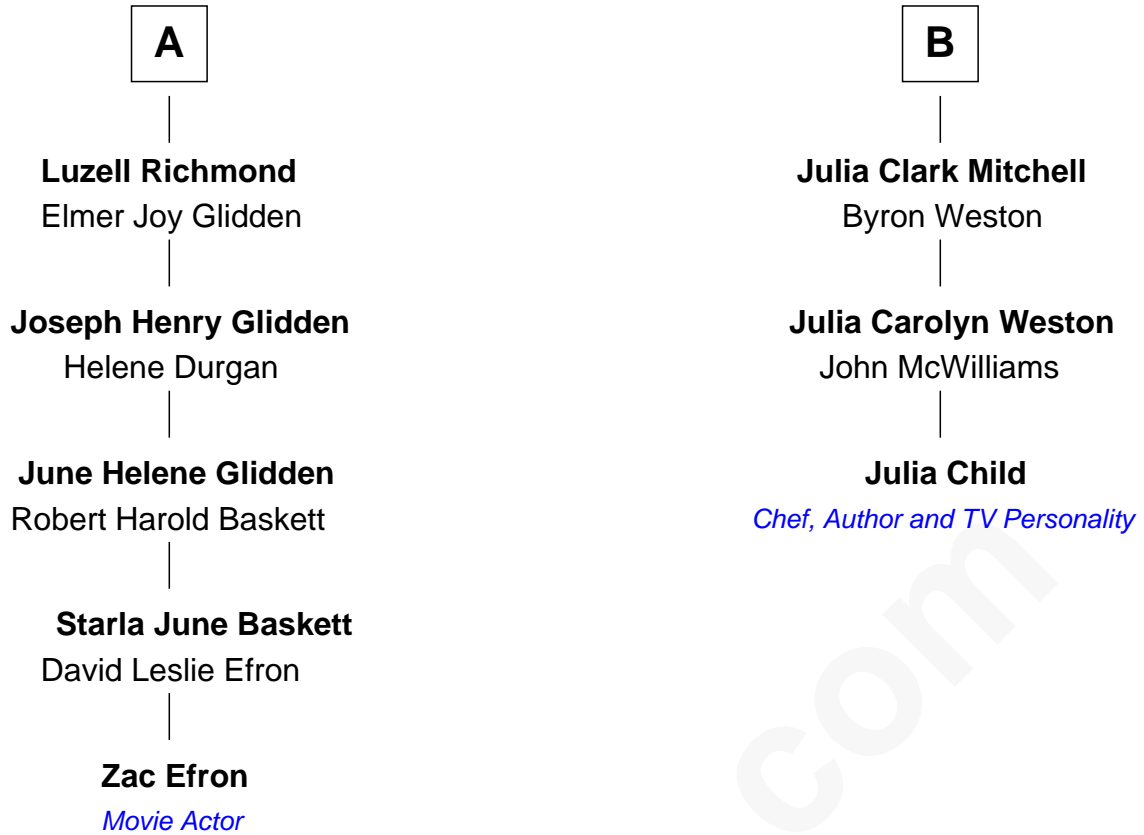 A
Luzell Richmond
Elmer Joy Glidden
Joseph Henry Glidden
Helene Durgan
June Helene Glidden
Robert Harold Baskett
Starla June Baskett
David Leslie Efron
Zac Efron
Movie Actor
B
Julia Clark Mitchell
Byron Weston
Julia Carolyn Weston
John McWilliams
Julia Child
Chef, Author and TV Personality
com